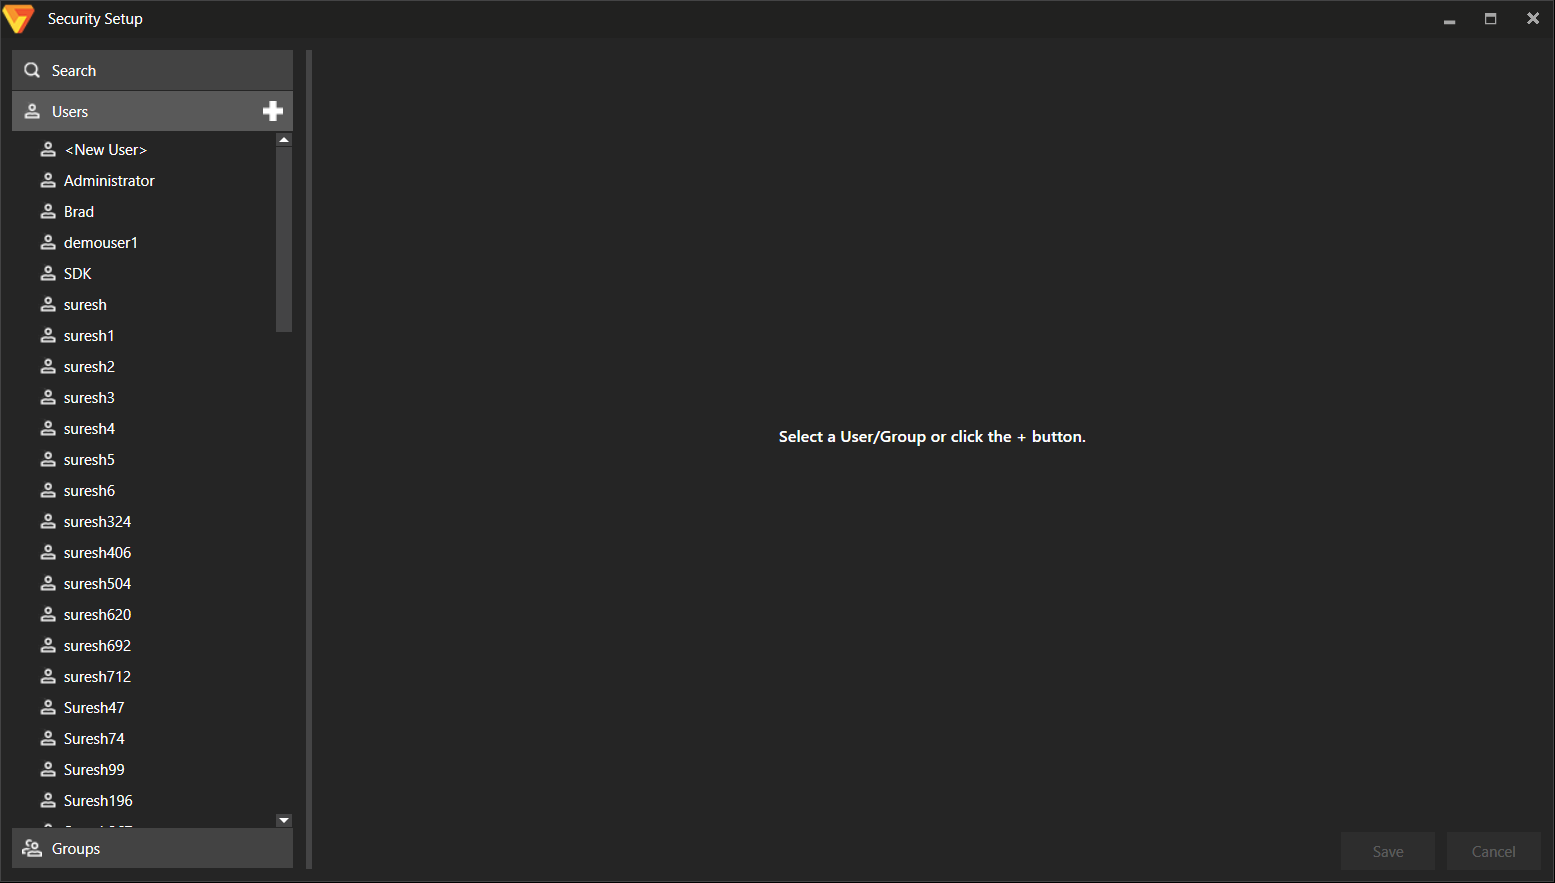 Security Setup
Search
Users
<New User>
Administrator
Brad
demouser1
SDK
suresh
suresh1
suresh2
suresh3
suresh4
suresh5
suresh6
suresh324
suresh406
suresh504
suresh620
suresh692
suresh712
Suresh47
Suresh74
Suresh99
Suresh196
Groups
Select a User/Group or click the + button.
Save
Cancel